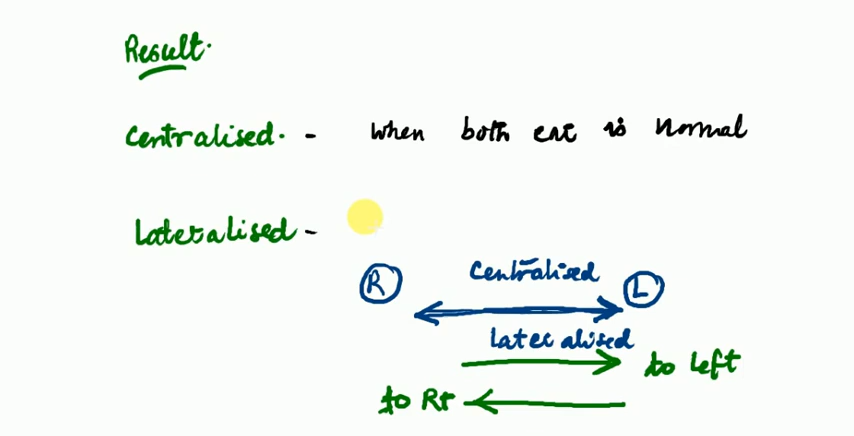 Result.
Centralised. - When both ear is Normal
Lateralised -
R Centralised L
lateralised
to left
to Rt